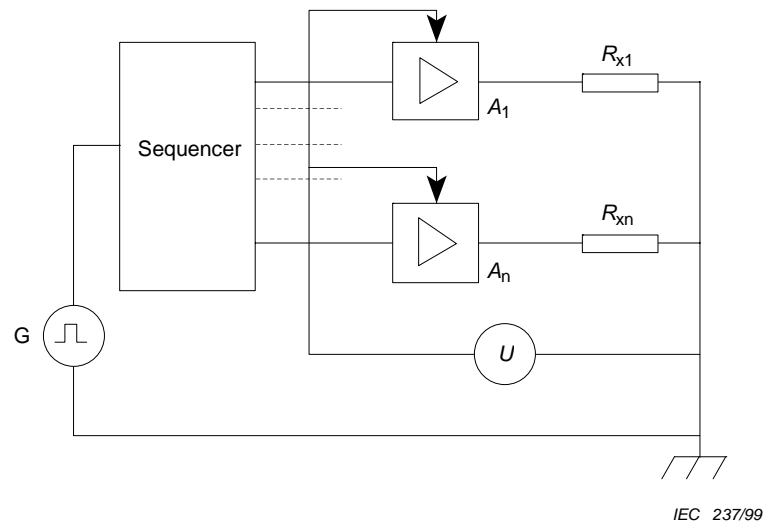 Rx1
A1
Sequencer
Rxn
An
G
U
IEC 237/99